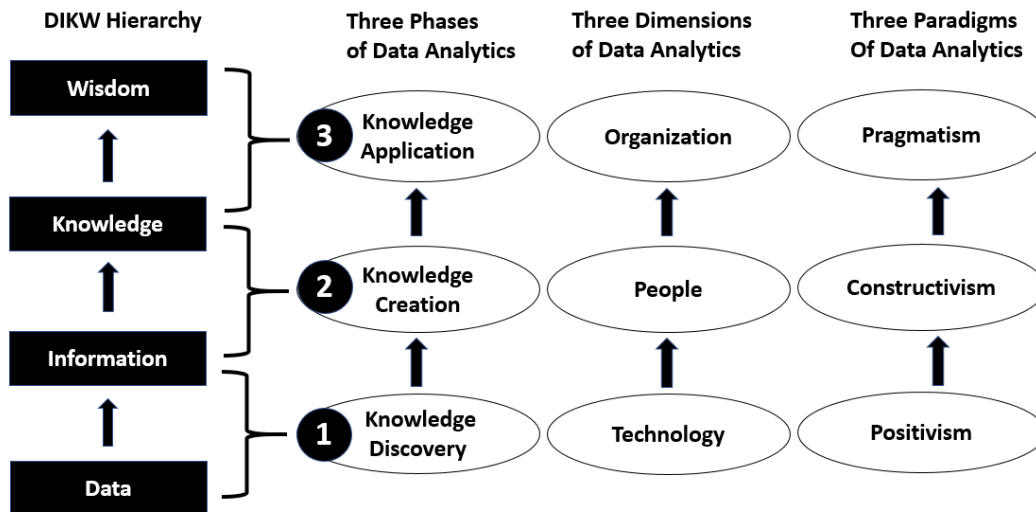 DIKW Hierarchy
Three Phases
of Data Analytics
Three Dimensions
of Data Analytics
Three Paradigms
Of Data Analytics
Wisdom
3
Knowledge
Application
Organization
Pragmatism
Knowledge
2
Knowledge
Creation
People
Constructivism
Information
1
Knowledge
Discovery
Technology
Positivism
Data